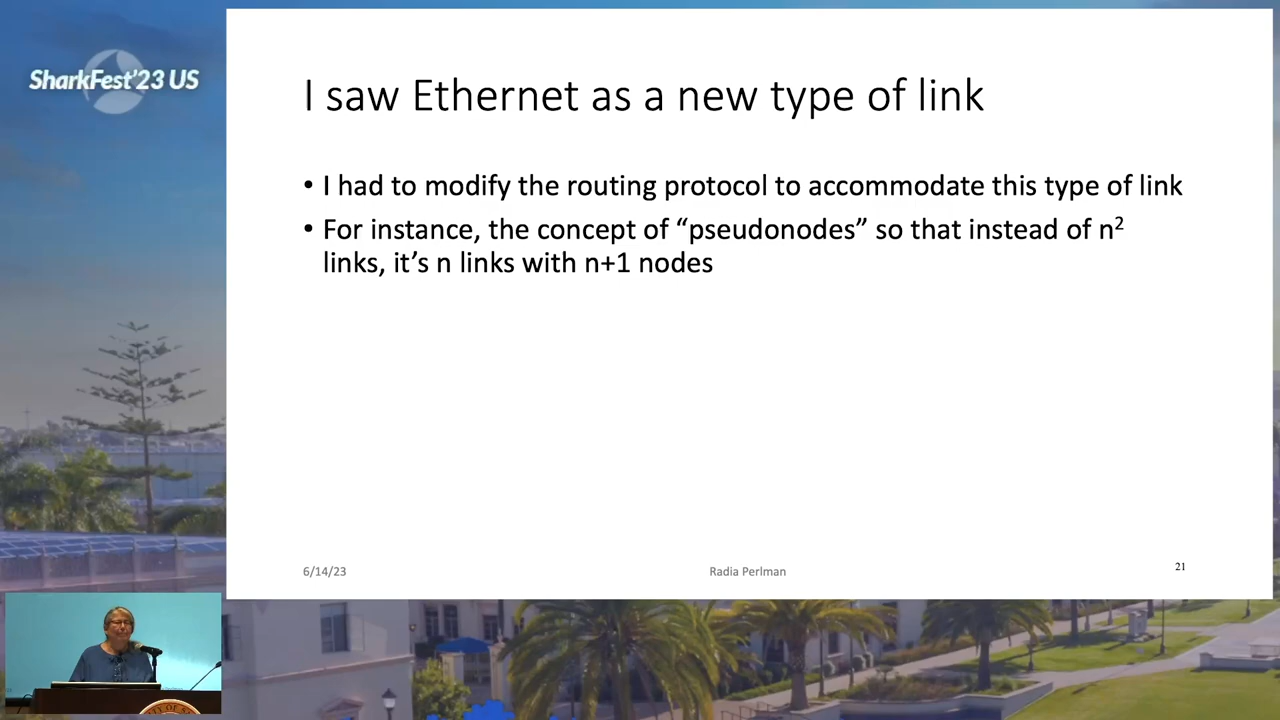 SharkFest'23 US
I saw Ethernet as a new type of link
• I had to modify the routing protocol to accommodate this type of link
• For instance, the concept of “pseudonodes” so that instead of n²
links, it’s n links with n+1 nodes
6/14/23
Radia Perlman
21